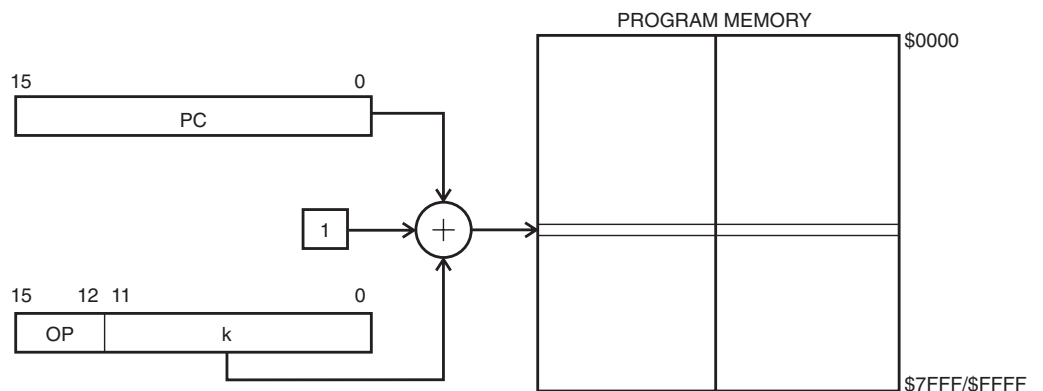 PROGRAM MEMORY
$0000
15 0
PC
1
+
15 12 11 0
OP k
$7FFF/$FFFF